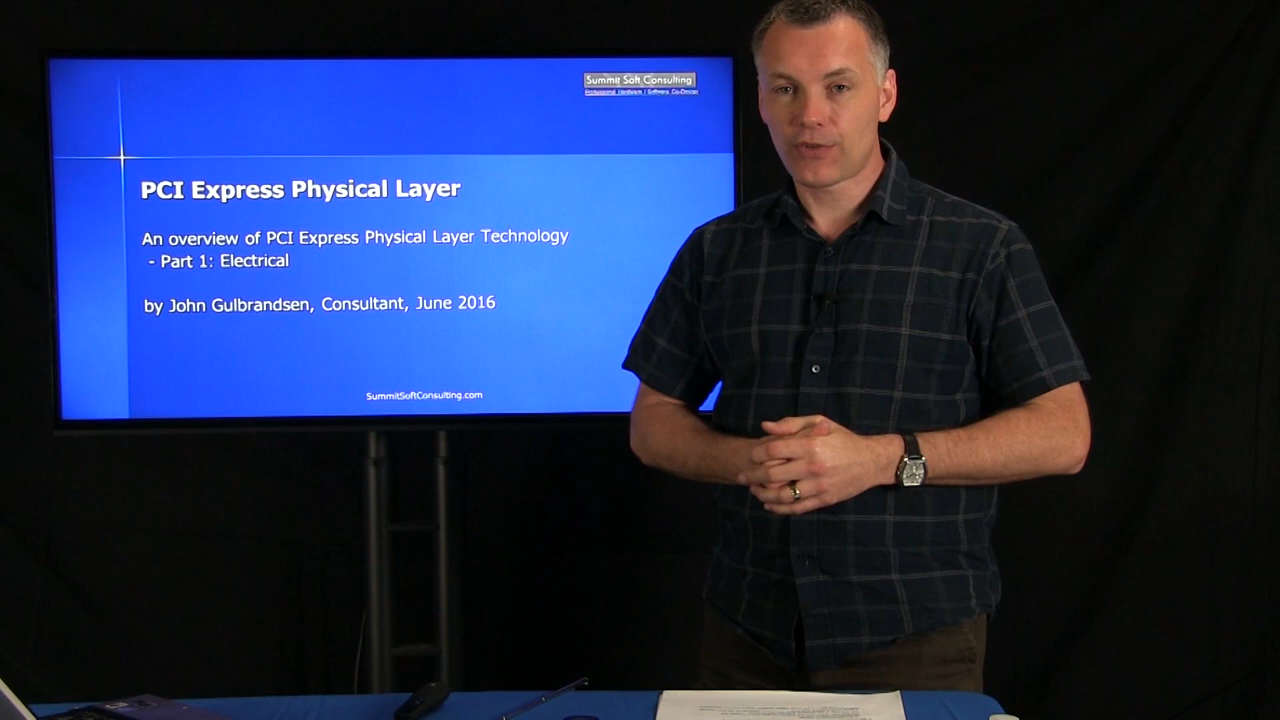 Summit Soft Consulting
Professional Hardware / Software Co-Design
PCI Express Physical Layer
An overview of PCI Express Physical Layer Technology
- Part 1: Electrical
by John Gulbrandsen, Consultant, June 2016
SummitSoftConsulting.com